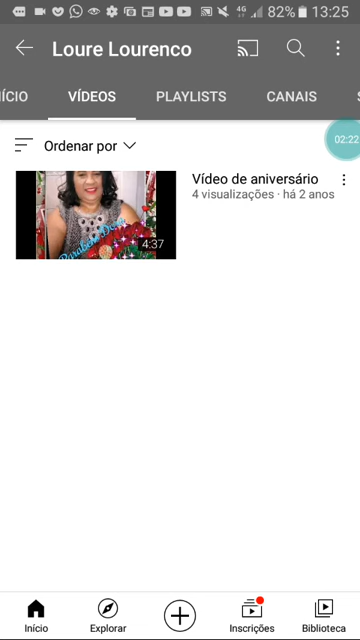 4G 82% 13:25
Loure Lourenco
ÍCIO VÍDEOS PLAYLISTS CANAIS S
02:22
Ordenar por
Vídeo de aniversário
4 visualizações · há 2 anos
4:37
Início Explorar Inscrições Biblioteca